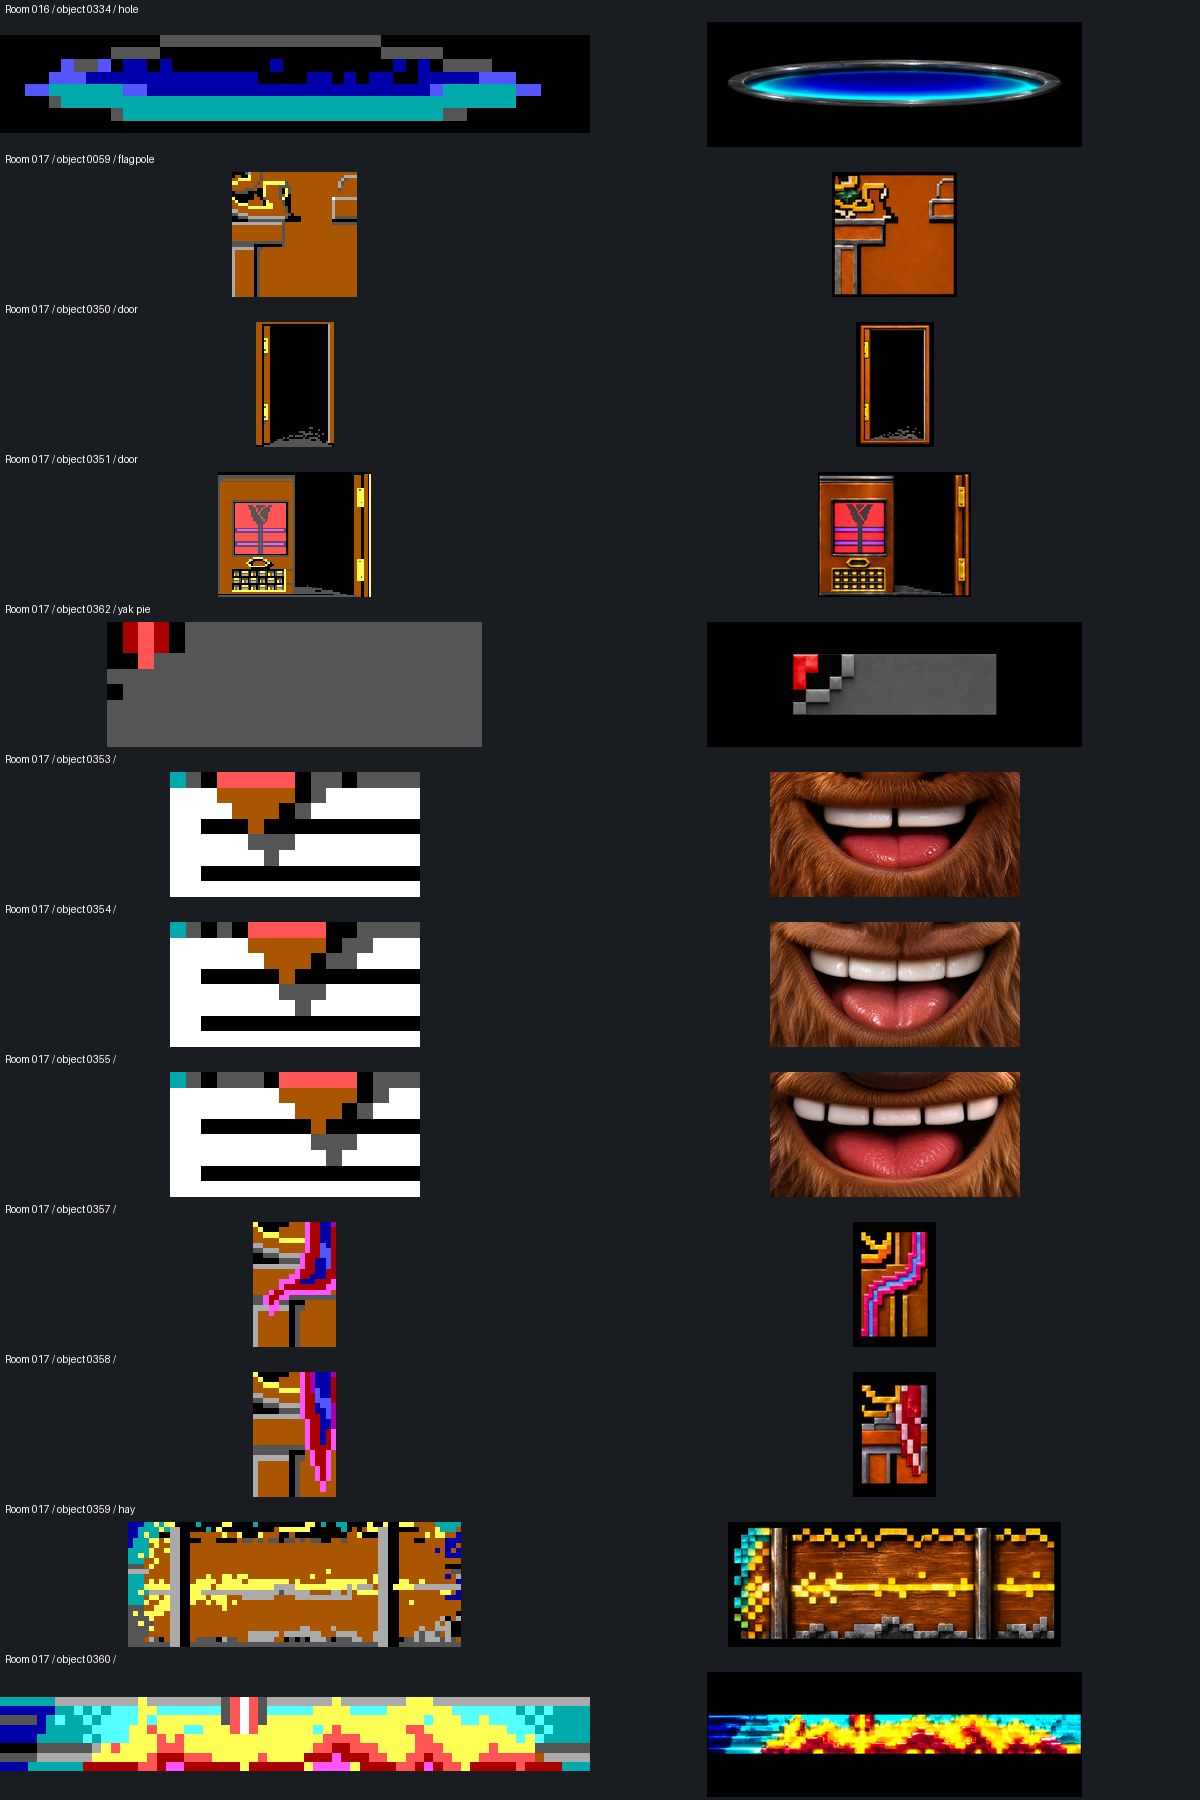 Room 016 / object 0334 / hole
Room 017 / object 0059 / flagpole
Room 017 / object 0350 / door
Room 017 / object 0351 / door
Room 017 / object 0362 / yak pie
Room 017 / object 0353 /
Room 017 / object 0354 /
Room 017 / object 0355 /
Room 017 / object 0357 /
Room 017 / object 0358 /
Room 017 / object 0359 / hay
Room 017 / object 0360 /